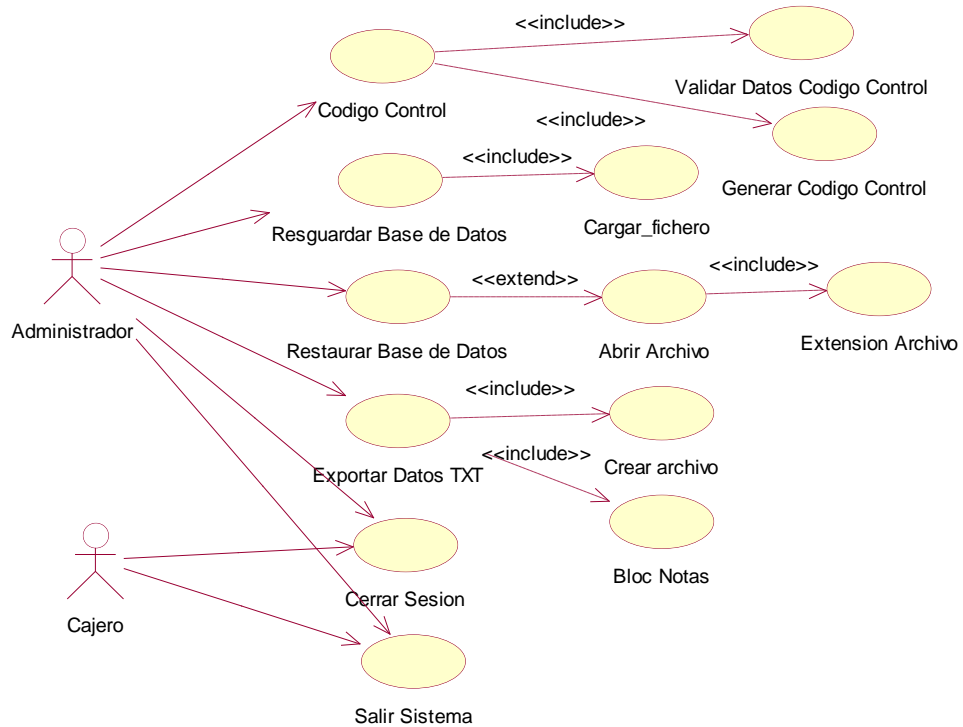 <<include>>
Validar Datos Codigo Control
Codigo Control
<<include>>
<<include>>
Generar Codigo Control
Resguardar Base de Datos
Cargar_fichero
<<extend>>
<<include>>
Administrador
Restaurar Base de Datos
Abrir Archivo
Extension Archivo
<<include>>
Exportar Datos TXT
<<include>>
Crear archivo
Bloc Notas
Cerrar Sesion
Cajero
Salir Sistema